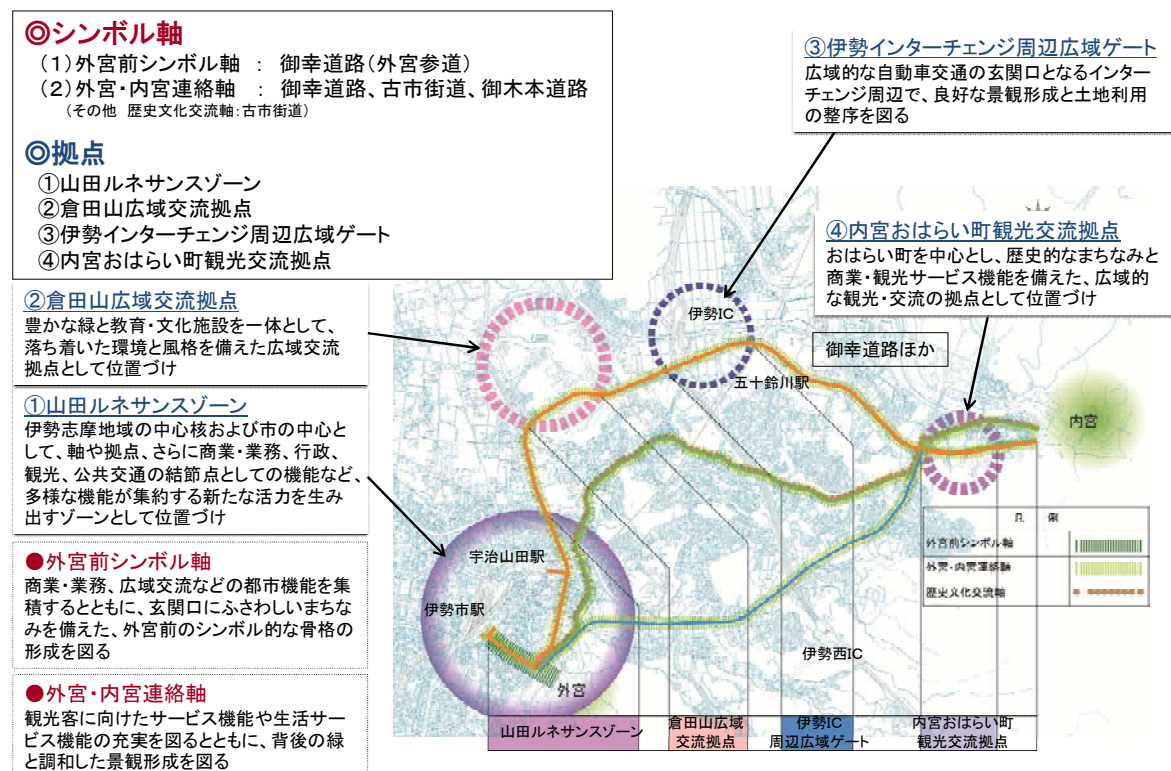 ◎シンボル軸
(1)外宮前シンボル軸 : 御幸道路(外宮参道)
(2)外宮・内宮連絡軸 : 御幸道路、古市街道、御木本道路
(その他 歴史文化交流軸:古市街道)
◎拠点
①山田ルネサンスゾーン
②倉田山広域交流拠点
③伊勢インターチェンジ周辺広域ゲート
④内宮おはらい町観光交流拠点
③伊勢インターチェンジ周辺広域ゲート
広域的な自動車交通の玄関口となるインター
チェンジ周辺で、良好な景観形成と土地利用
の整序を図る
④内宮おはらい町観光交流拠点
おはらい町を中心とし、歴史的なまちなみと
商業・観光サービス機能を備えた、広域的
な観光・交流の拠点として位置づけ
②倉田山広域交流拠点
豊かな緑と教育・文化施設を一体として、
落ち着いた環境と風格を備えた広域交流
拠点として位置づけ
①山田ルネサンスゾーン
伊勢志摩地域の中心核および市の中心と
して、軸や拠点、さらに商業・業務、行政、
観光、公共交通の結節点としての機能など、
多様な機能が集約する新たな活力を生み
出すゾーンとして位置づけ
●外宮前シンボル軸
商業・業務、広域交流などの都市機能を集
積するとともに、玄関口にふさわしいまちな
みを備えた、外宮前のシンボル的な骨格の
形成を図る
●外宮・内宮連絡軸
観光客に向けたサービス機能や生活サー
ビス機能の充実を図るとともに、背後の緑
と調和した景観形成を図る
伊勢IC
御幸道路ほか
五十鈴川駅
内宮
宇治山田駅
伊勢市駅
外宮
伊勢西IC
凡 例
外宮前シンボル軸
外宮・内宮連絡軸
歴史文化交流軸
山田ルネサンスゾーン
倉田山広域
交流拠点
伊勢IC
周辺広域ゲート
内宮おはらい町
観光交流拠点